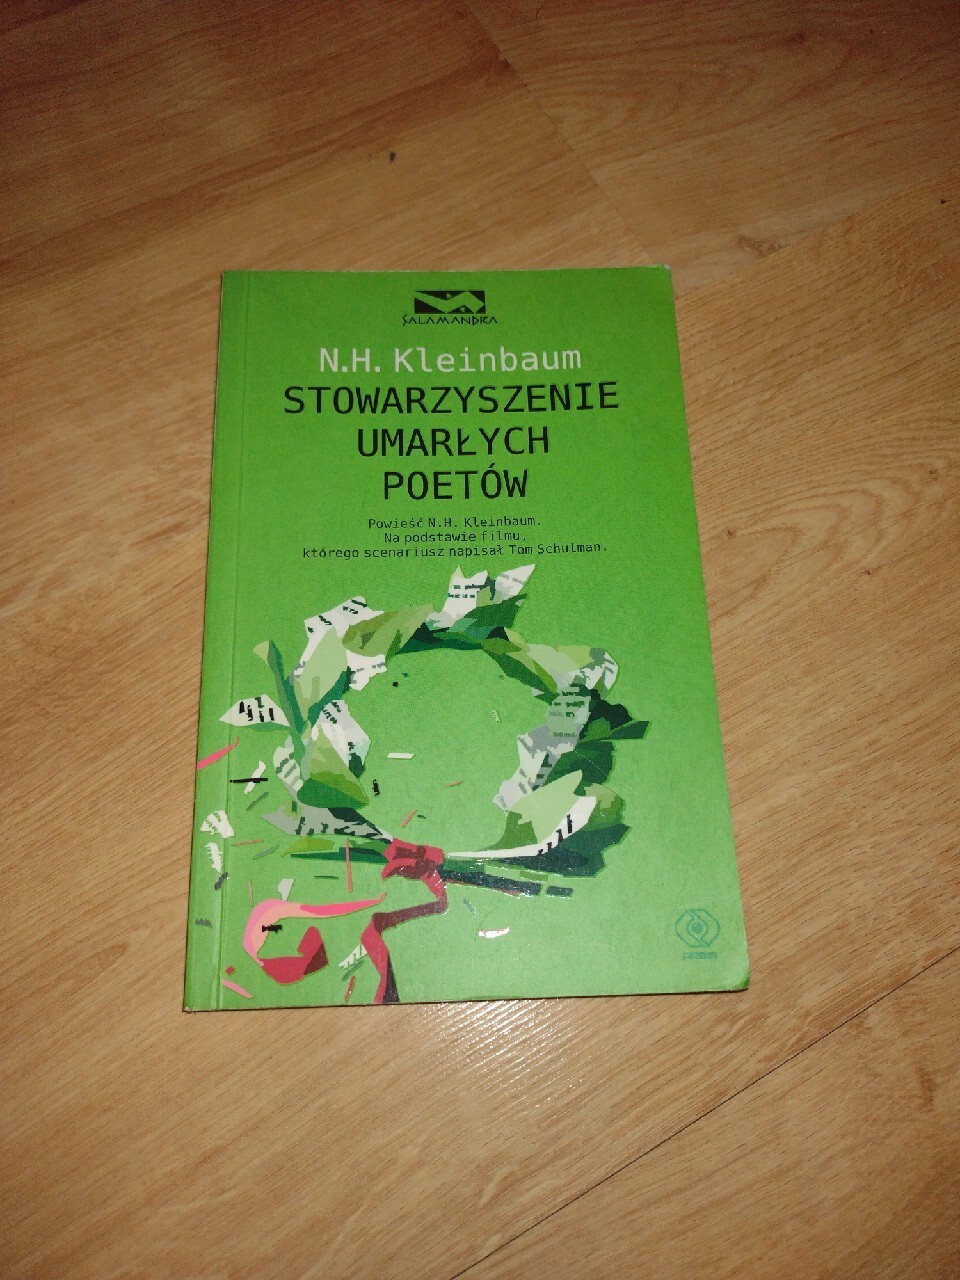 SALAMANDRA
N.H. Kleinbaum
STOWARZYSZENIE
UMARŁYCH
POETÓW
Powieść N.H. Kleinbaum.
Na podstawie filmu,
którego scenariusz napisał Tom Schulman.